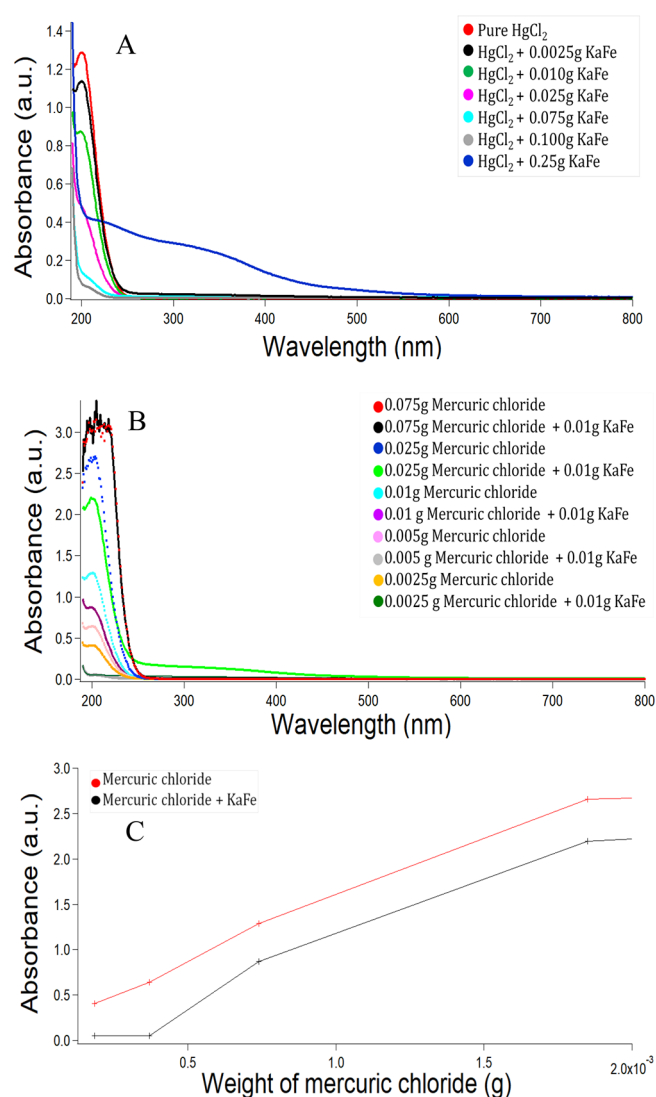 A
Pure HgCl₂
HgCl₂ + 0.0025g KaFe
HgCl₂ + 0.010g KaFe
HgCl₂ + 0.025g KaFe
HgCl₂ + 0.075g KaFe
HgCl₂ + 0.100g KaFe
HgCl₂ + 0.25g KaFe
Absorbance (a.u.)
1.4
1.2
1.0
0.8
0.6
0.4
0.2
0.0
200 300 400 500 600 700 800
Wavelength (nm)
B
0.075g Mercuric chloride
0.075g Mercuric chloride + 0.01g KaFe
0.025g Mercuric chloride
0.025g Mercuric chloride + 0.01g KaFe
0.01g Mercuric chloride
0.01 g Mercuric chloride + 0.01g KaFe
0.005g Mercuric chloride
0.005 g Mercuric chloride + 0.01g KaFe
0.0025g Mercuric chloride
0.0025 g Mercuric chloride + 0.01g KaFe
Absorbance (a.u.)
3.0
2.5
2.0
1.5
1.0
0.5
0.0
200 300 400 500 600 700 800
Wavelength (nm)
Mercuric chloride
Mercuric chloride + KaFe
C
Absorbance (a.u.)
3.0
2.5
2.0
1.5
1.0
0.5
0.0
0.5 1.0 1.5 2.0x10⁻³
Weight of mercuric chloride (g)